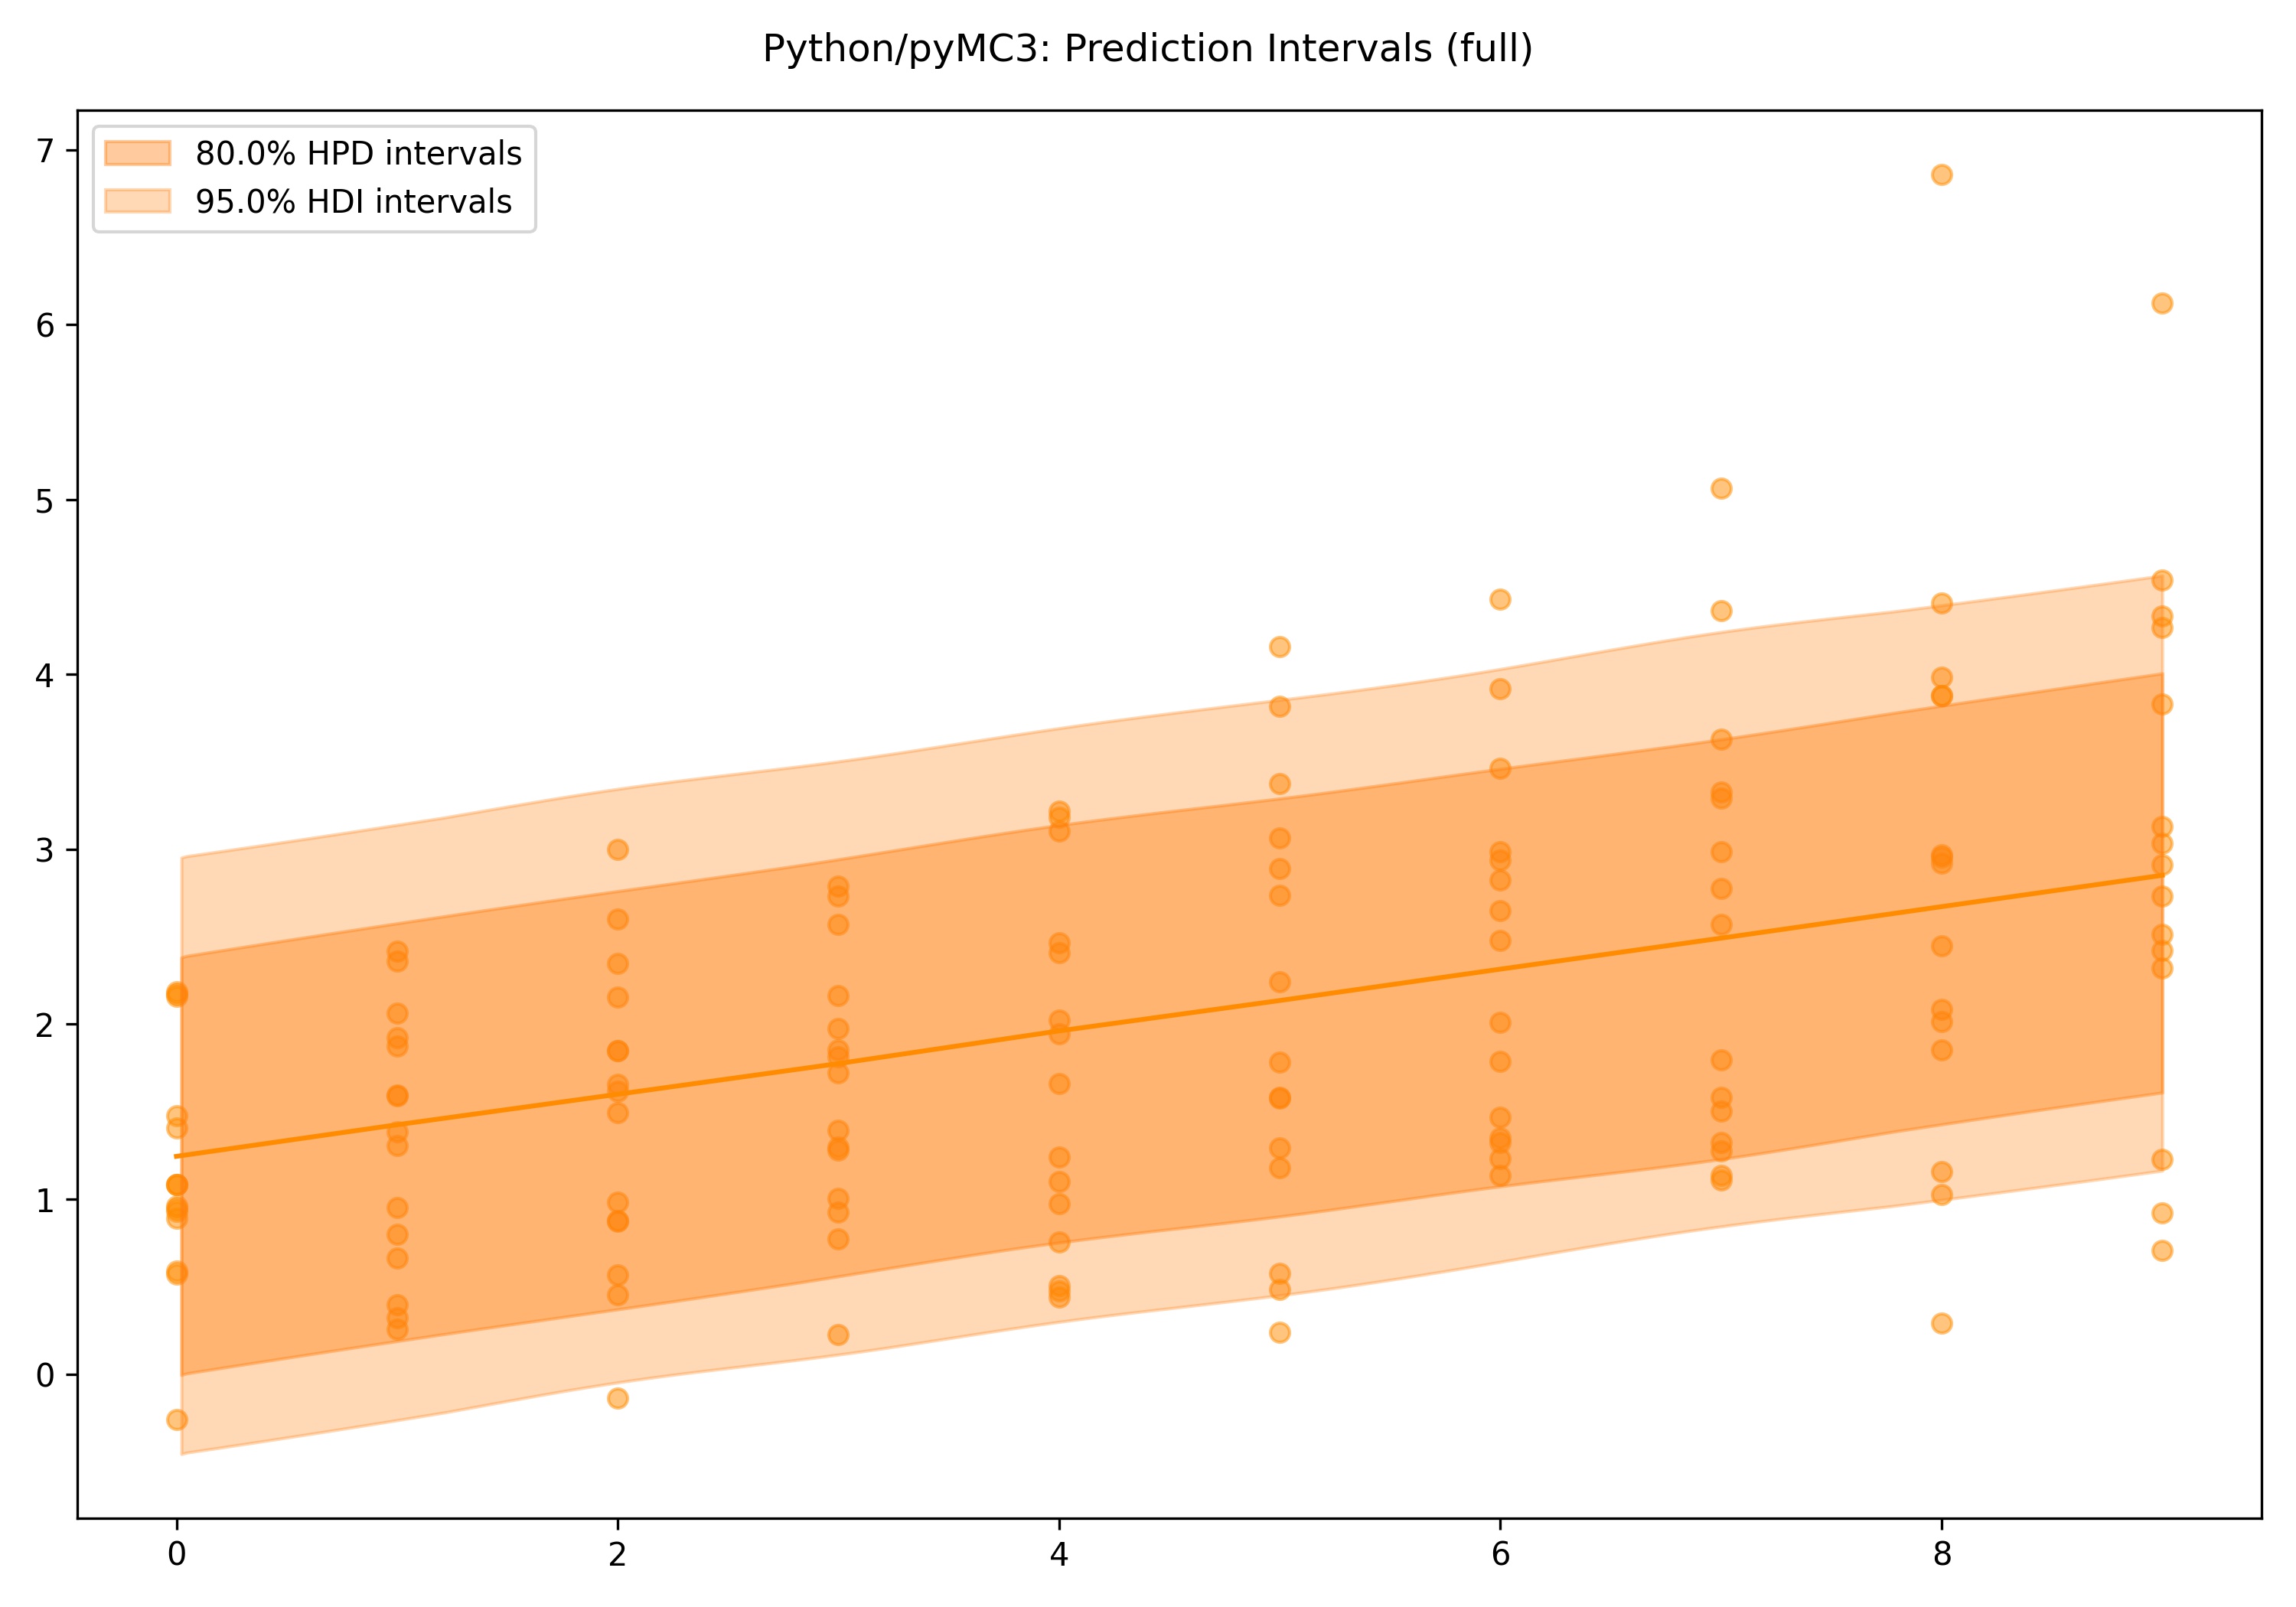 Python/pyMC3: Prediction Intervals (full)
80.0% HPD intervals
95.0% HDI intervals
7
6
5
4
3
2
1
0
0 2 4 6 8